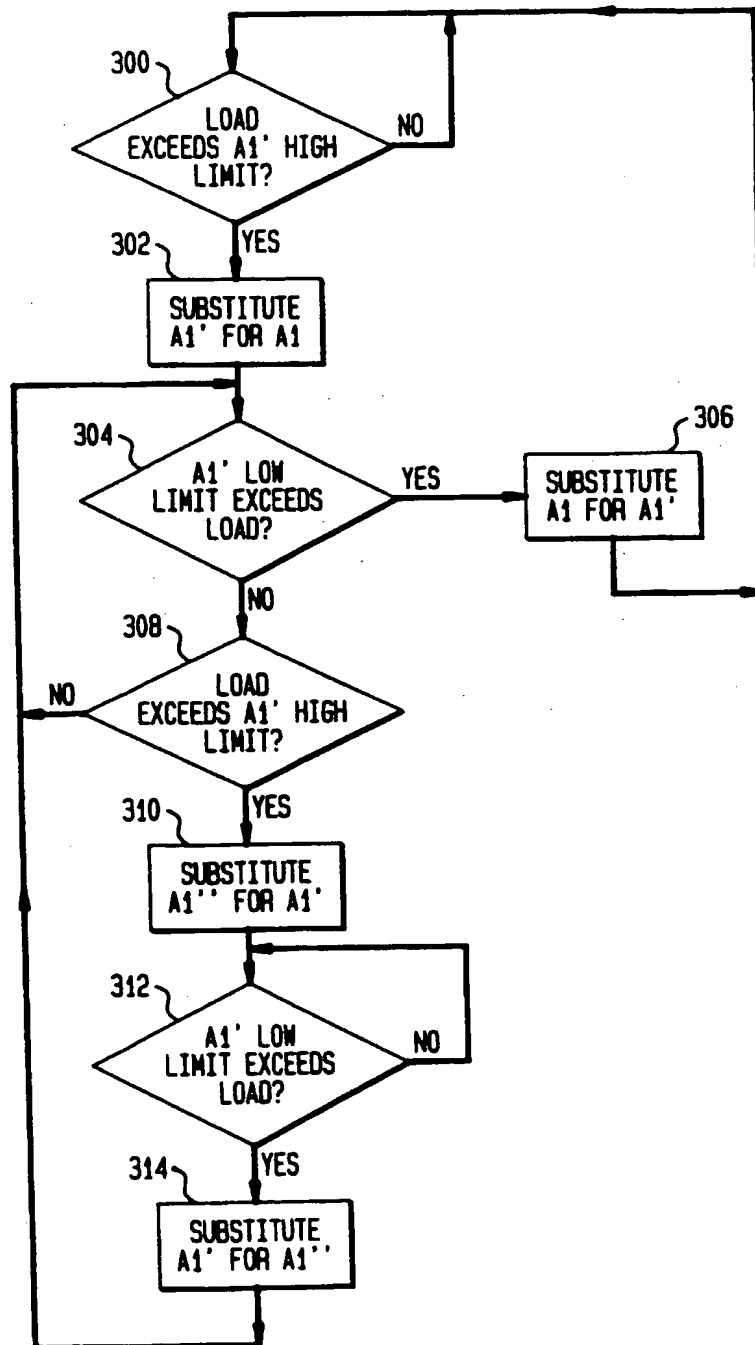 300
LOAD
EXCEEDS A1' HIGH
LIMIT?
NO
YES
302
SUBSTITUTE
A1' FOR A1
304
A1' LOW
LIMIT EXCEEDS
LOAD?
YES
306
SUBSTITUTE
A1 FOR A1'
NO
308
LOAD
EXCEEDS A1' HIGH
LIMIT?
NO
YES
310
SUBSTITUTE
A1'' FOR A1'
312
A1' LOW
LIMIT EXCEEDS
LOAD?
NO
YES
314
SUBSTITUTE
A1' FOR A1''